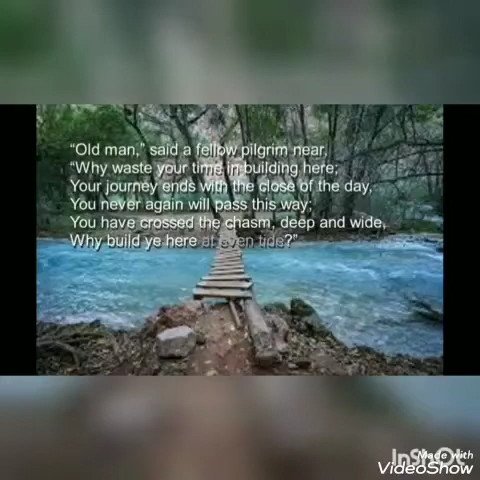 “Old man,” said a fellow pilgrim near,
“Why waste your time in building here;
Your journey ends with the close of the day,
You never again will pass this way;
You have crossed the chasm, deep and wide,
Why build ye here at even tide?”
InShOt
Made with
VideoShow